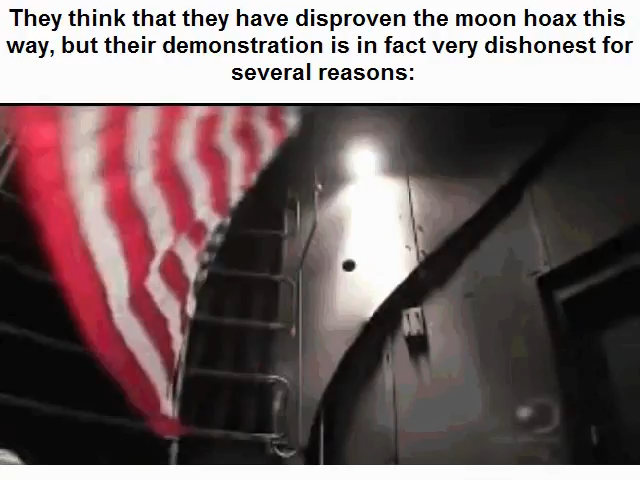 They think that they have disproven the moon hoax this
way, but their demonstration is in fact very dishonest for
several reasons: